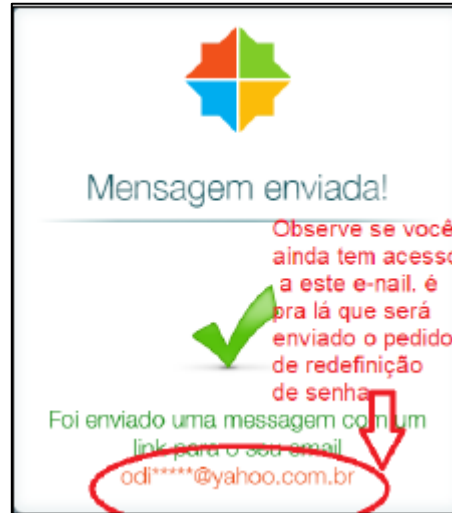 Mensagem enviada!
Observe se você
ainda tem acesso
a este e-nail. é
pra lá que será
enviado o pedido
de redefinição
de senha
Foi enviado uma messagem com um
link para o seu email
odi*****@yahoo.com.br